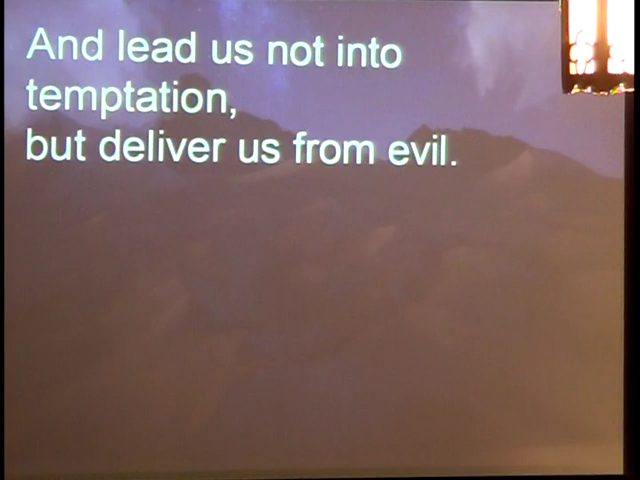 And lead us not into
temptation,
but deliver us from evil.